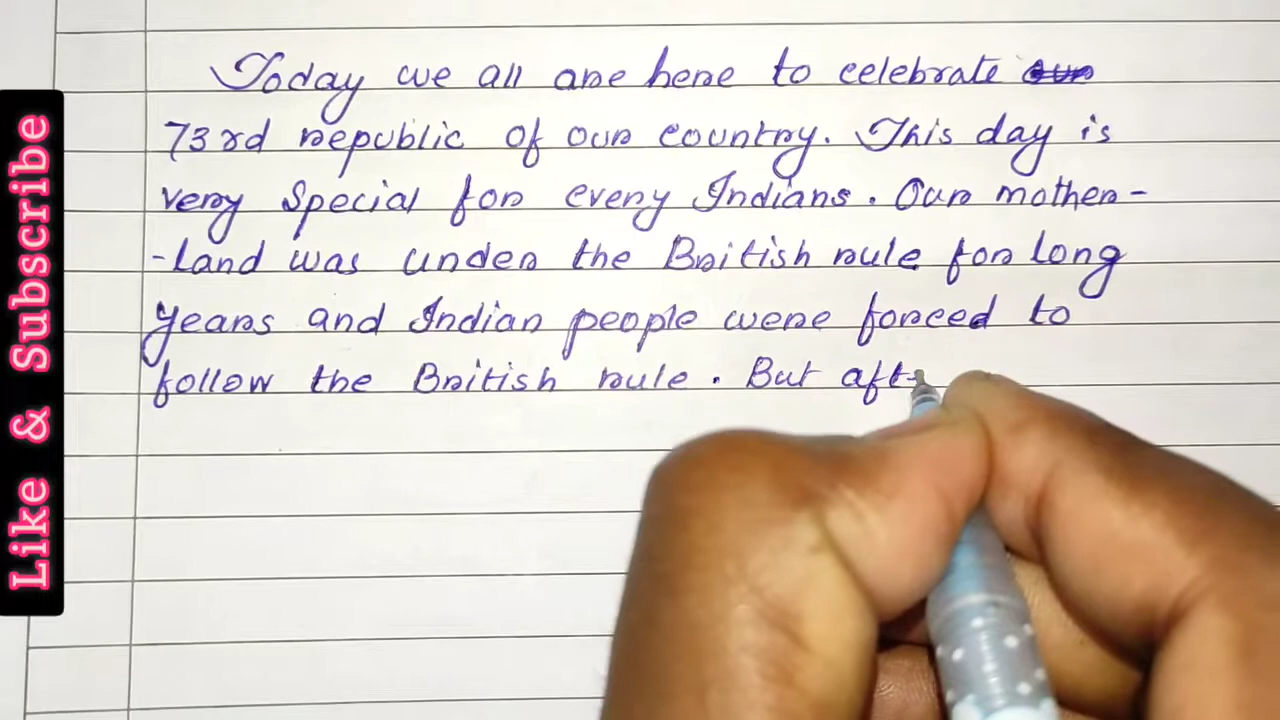 Like & Subscribe
Today we all are here to celebrate
73rd republic of our country. This day is
very Special for every Indians. Our mother-
-land was under the British rule for long
years and Indian people were forced to
follow the British rule. But aft